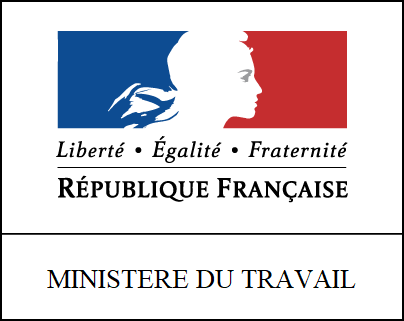 Liberté • Égalité • Fraternité
RÉPUBLIQUE FRANÇAISE
MINISTERE DU TRAVAIL